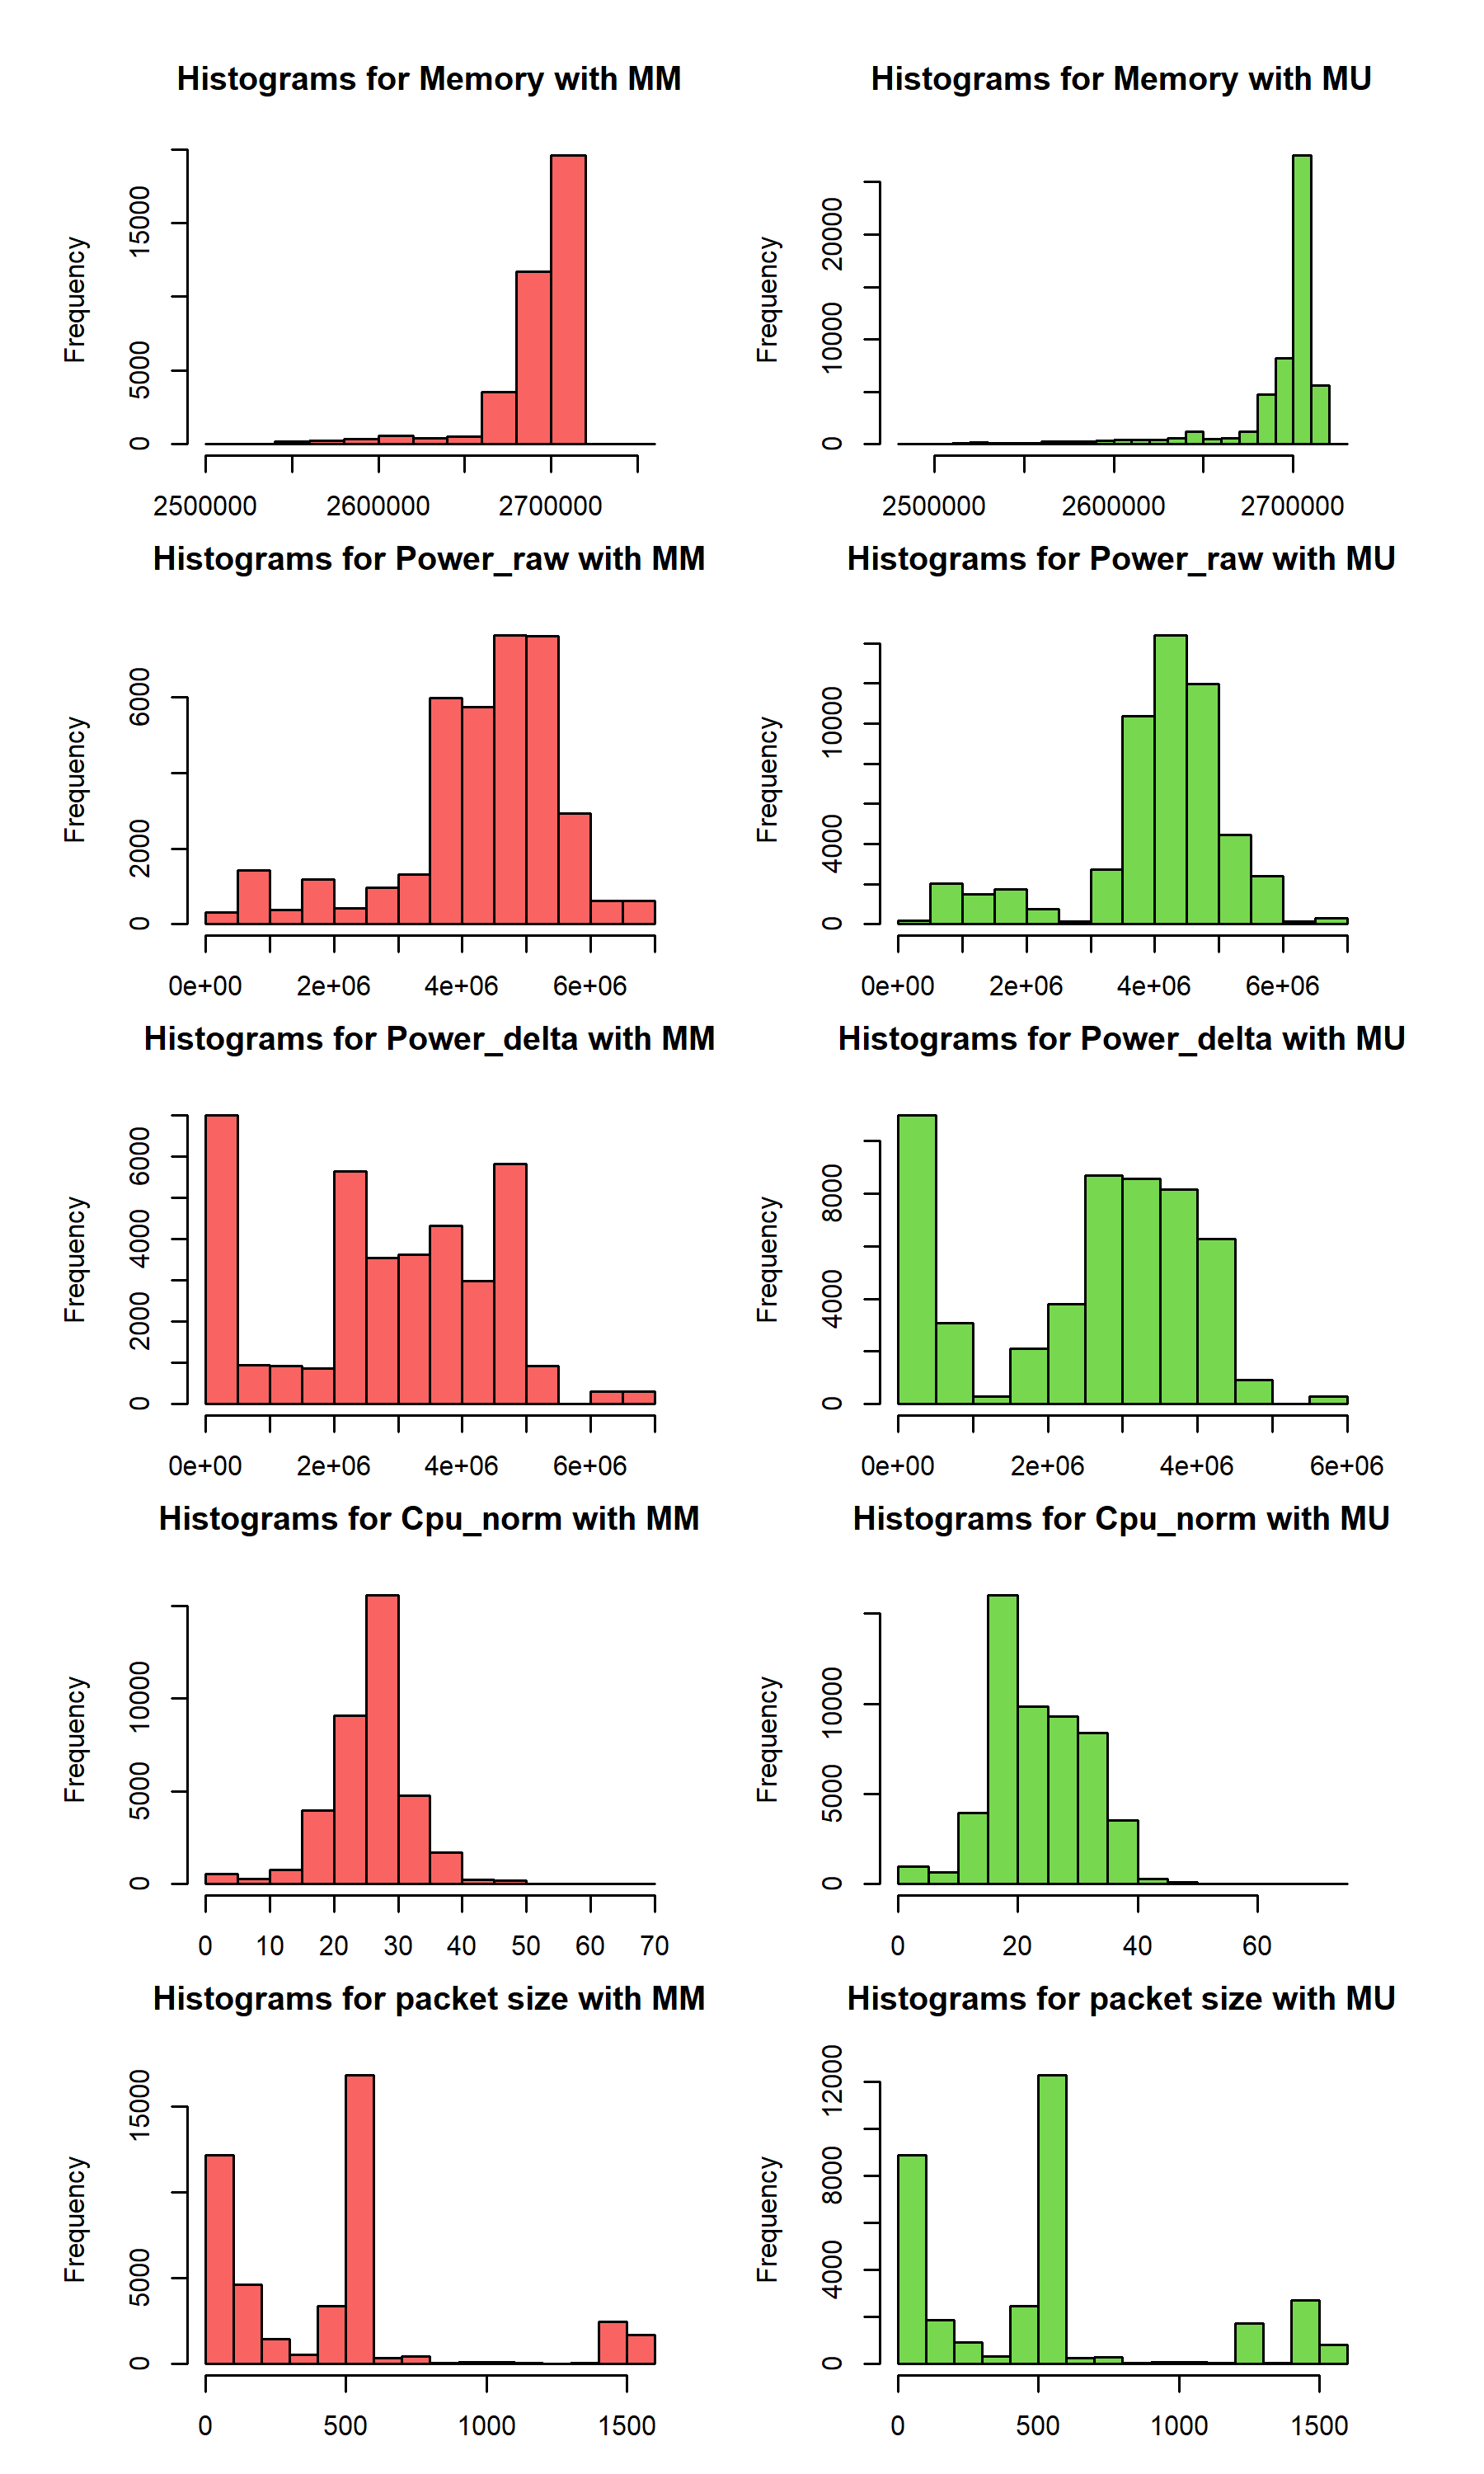 Histograms for Memory with MM
Frequency
0 5000 15000
2500000 2600000 2700000
Histograms for Memory with MU
Frequency
0 10000 20000
2500000 2600000 2700000
Histograms for Power_raw with MM
Frequency
0 2000 6000
0e+00 2e+06 4e+06 6e+06
Histograms for Power_raw with MU
Frequency
0 4000 10000
0e+00 2e+06 4e+06 6e+06
Histograms for Power_delta with MM
Frequency
0 2000 4000 6000
0e+00 2e+06 4e+06 6e+06
Histograms for Power_delta with MU
Frequency
0 4000 8000
0e+00 2e+06 4e+06 6e+06
Histograms for Cpu_norm with MM
Frequency
0 5000 10000
0 10 20 30 40 50 60 70
Histograms for Cpu_norm with MU
Frequency
0 5000 10000
0 20 40 60
Histograms for packet size with MM
Frequency
0 5000 15000
0 500 1000 1500
Histograms for packet size with MU
Frequency
0 4000 8000 12000
0 500 1000 1500